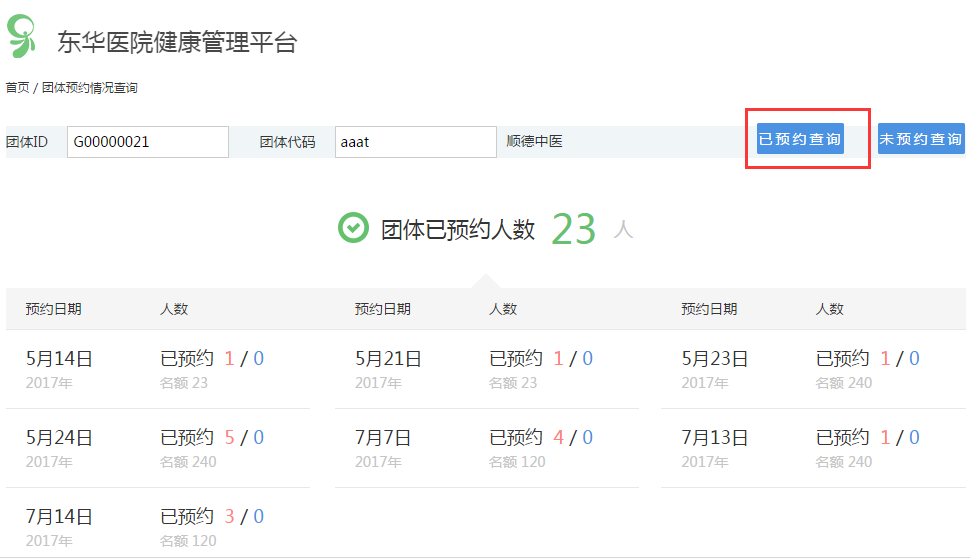 东华医院健康管理平台
首页 / 团体预约情况查询
团体ID G00000021 团体代码 aaat 顺德中医 已预约查询 未预约查询
团体已预约人数 23 人
预约日期 人数 预约日期 人数 预约日期 人数
5月14日 已预约 1 / 0 5月21日 已预约 1 / 0 5月23日 已预约 1 / 0
2017年 名额 23 2017年 名额 23 2017年 名额 240
5月24日 已预约 5 / 0 7月7日 已预约 4 / 0 7月13日 已预约 1 / 0
2017年 名额 240 2017年 名额 120 2017年 名额 240
7月14日 已预约 3 / 0
2017年 名额 120